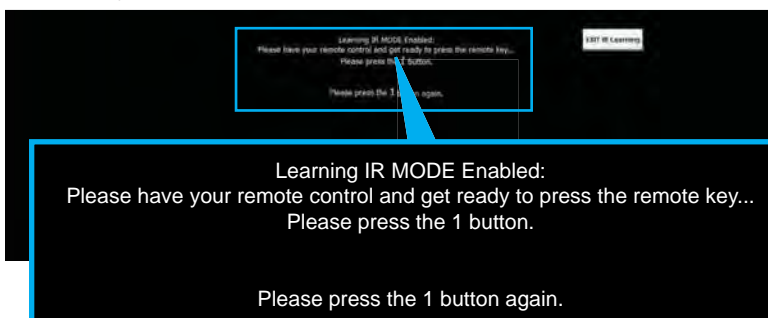 Learning IR MODE Enabled:
Please have your remote control and get ready to press the remote key...
Please press the 1 button.
Please press the 1 button again.
EXIT IR Learning
Learning IR MODE Enabled:
Please have your remote control and get ready to press the remote key...
Please press the 1 button.
Please press the 1 button again.